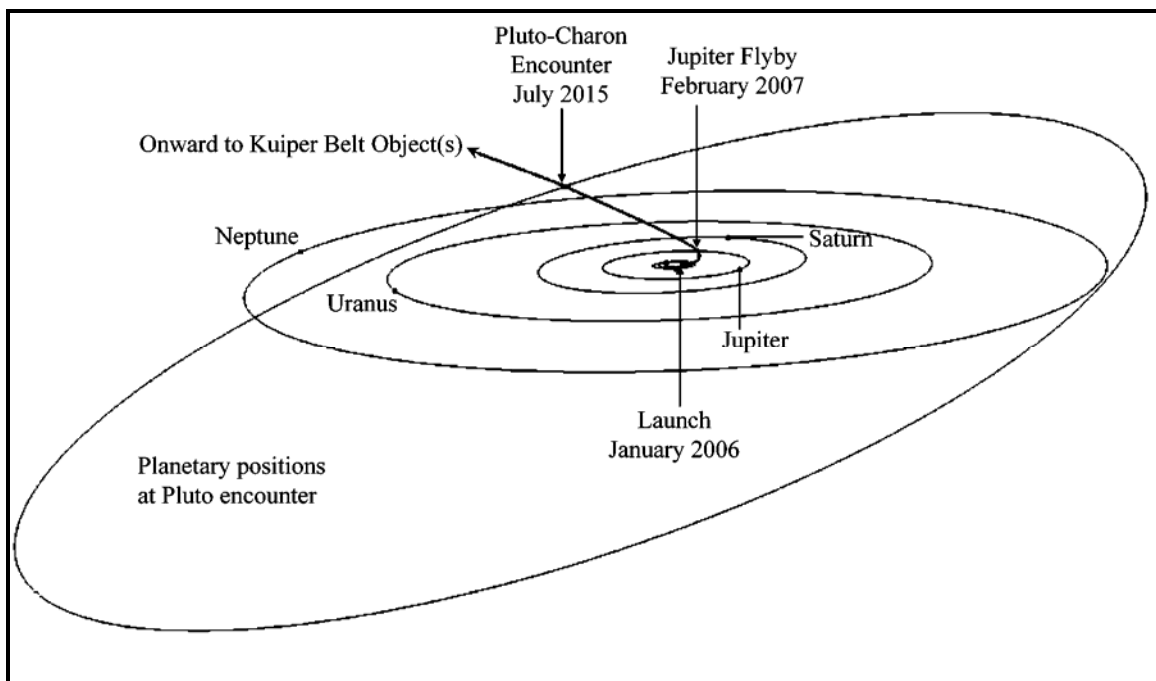 Pluto-Charon
Encounter
July 2015
Jupiter Flyby
February 2007
Onward to Kuiper Belt Object(s)
Neptune
Saturn
Uranus
Jupiter
Launch
January 2006
Planetary positions
at Pluto encounter